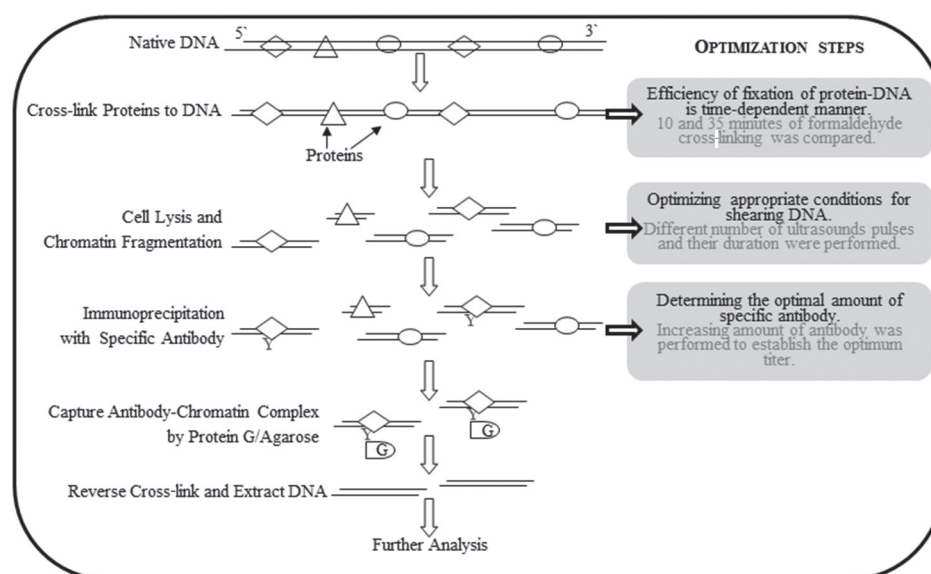 5`
3`
Native DNA
OPTIMIZATION STEPS
Cross-link Proteins to DNA
Efficiency of fixation of protein-DNA
is time-dependent manner.
10 and 35 minutes of formaldehyde
cross-linking was compared.
Proteins
Cell Lysis and
Chromatin Fragmentation
Optimizing appropriate conditions for
shearing DNA.
Different number of ultrasounds pulses
and their duration were performed.
Immunoprecipitation
with Specific Antibody
Y
Y
Determining the optimal amount of
specific antibody.
Increasing amount of antibody was
performed to establish the optimum
titer.
Capture Antibody-Chromatin Complex
by Protein G/Agarose
Y
G
Y
G
Reverse Cross-link and Extract DNA
Further Analysis